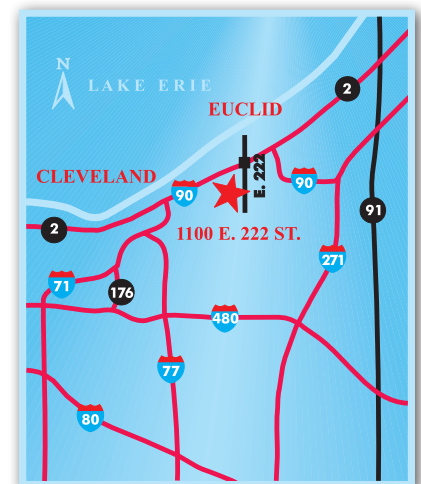 N
LAKE ERIE
2
EUCLID
E. 222
CLEVELAND
90
90
91
2
1100 E. 222 ST.
271
71
176
480
77
80